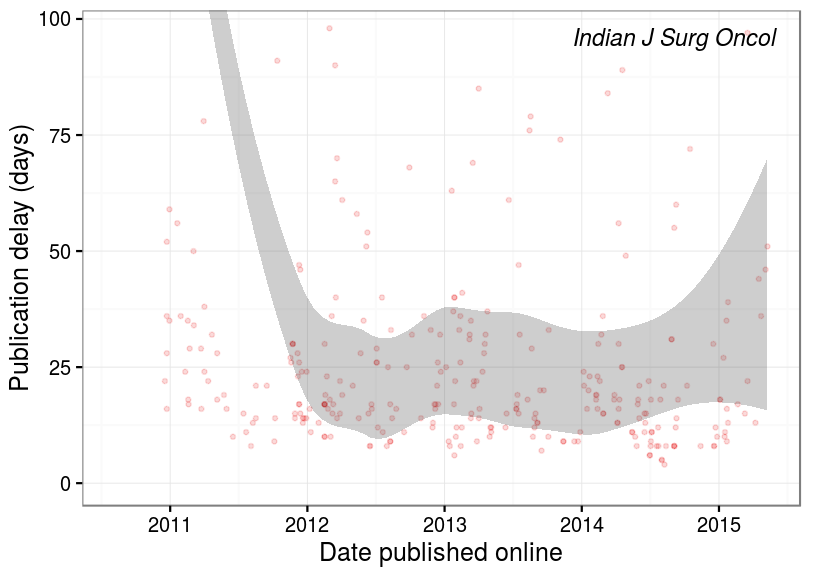 Indian J Surg Oncol
Publication delay (days)
100
75
50
25
0
2011 2012 2013 2014 2015
Date published online